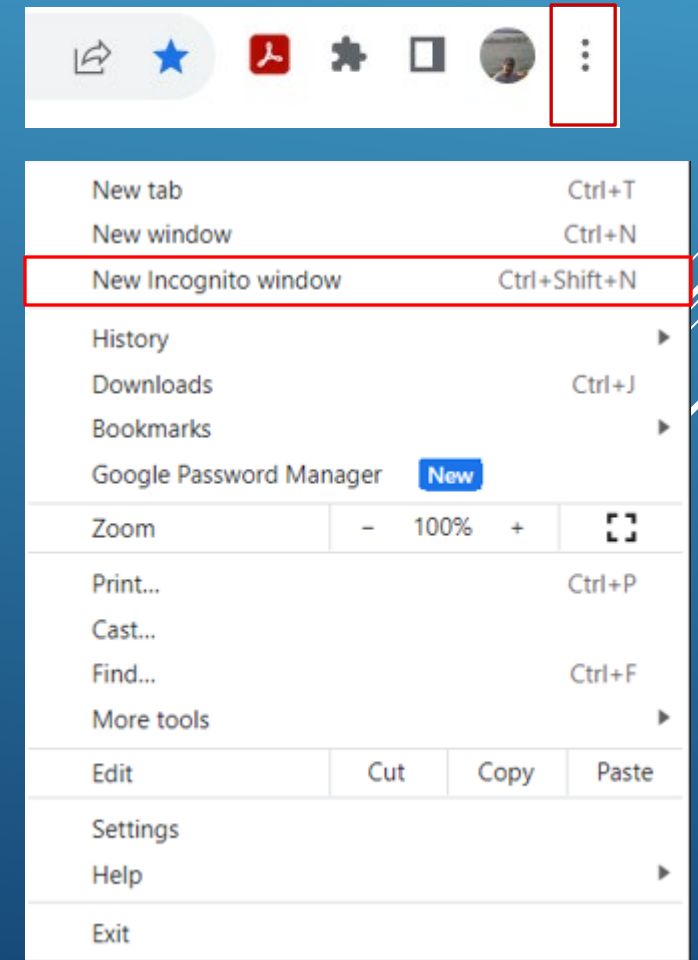 New tab Ctrl+T
New window Ctrl+N
New Incognito window Ctrl+Shift+N
History
Downloads Ctrl+J
Bookmarks
Google Password Manager New
Zoom − 100% +
Print... Ctrl+P
Cast...
Find... Ctrl+F
More tools
Edit Cut Copy Paste
Settings
Help
Exit